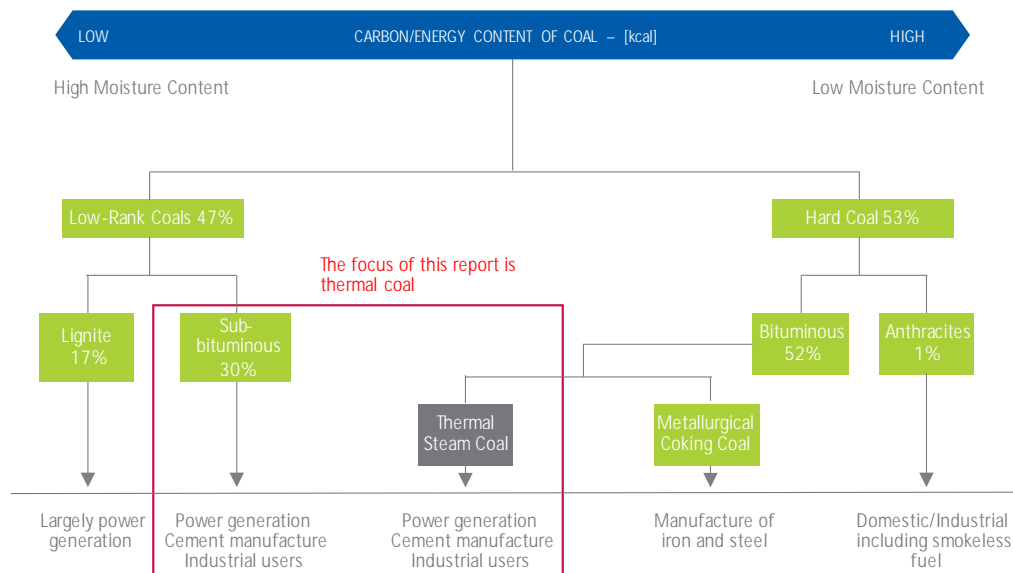 LOW CARBON/ENERGY CONTENT OF COAL – [kcal] HIGH
High Moisture Content
Low Moisture Content
Low-Rank Coals 47%
Hard Coal 53%
The focus of this report is
thermal coal
Lignite
17%
Sub-
bituminous
30%
Bituminous
52%
Anthracites
1%
Thermal
Steam Coal
Metallurgical
Coking Coal
Largely power
generation
Power generation
Cement manufacture
Industrial users
Power generation
Cement manufacture
Industrial users
Manufacture of
iron and steel
Domestic/Industrial
including smokeless
fuel